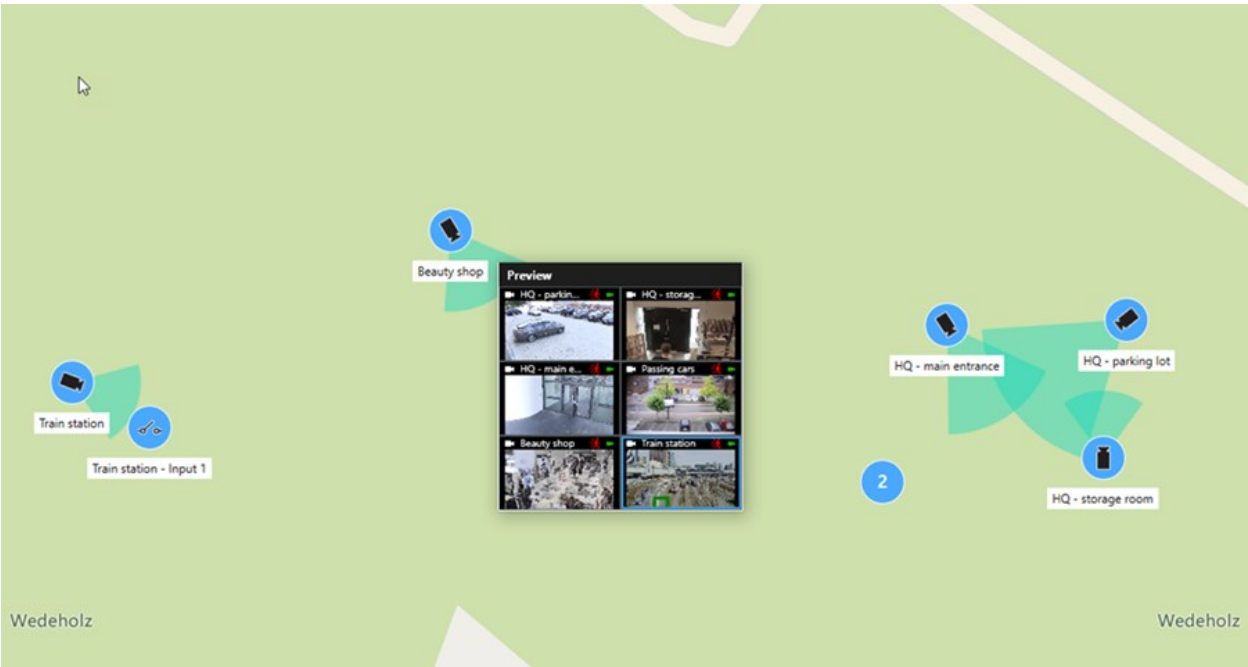 Beauty shop
Preview
HQ - parkin...
HQ - storag...
HQ - main e...
Passing cars
Beauty shop
Train station
HQ - main entrance
HQ - parking lot
Train station
Train station - Input 1
2
HQ - storage room
Wedeholz
Wedeholz